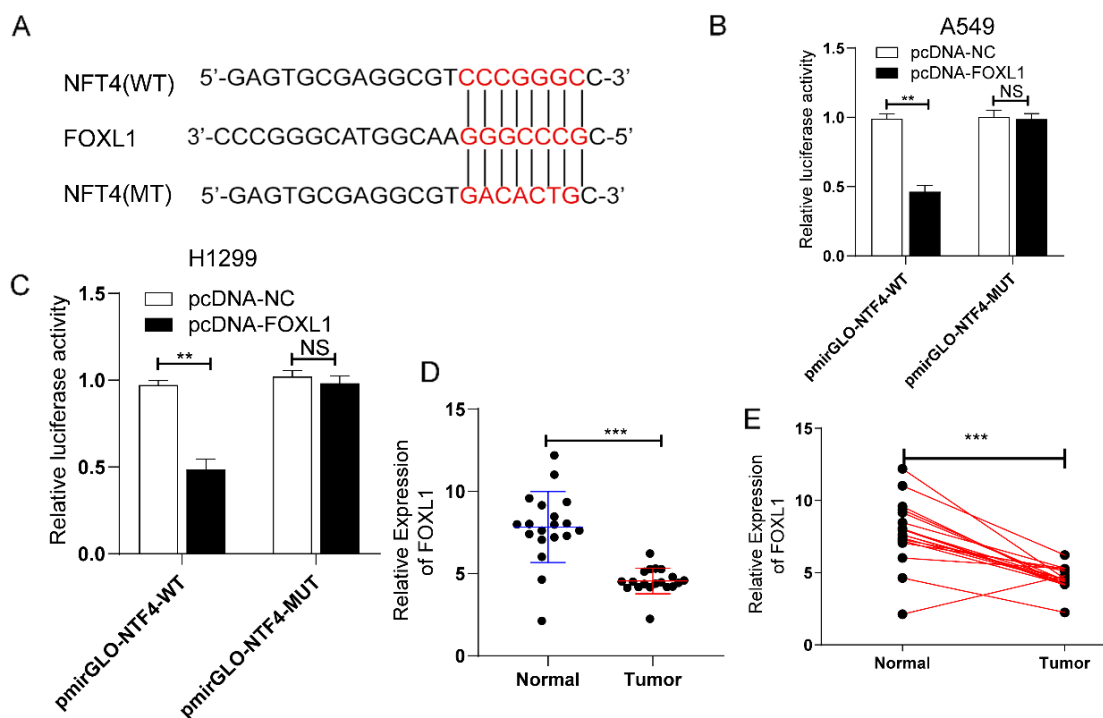 A
NFT4(WT)
5’-GAGTGCGAGGCGTCCCGGGCC-3’
FOXL1
3’-CCCGGGCATGGCAAGGGCCCGC-5’
NFT4(MT)
5’-GAGTGCGAGGCGTGACACTGC-3’
B
A549
pcDNA-NC
pcDNA-FOXL1
Relative luciferase activity
1.5
1.0
0.5
0.0
**
NS
pmirGLO-NTF4-WT
pmirGLO-NTF4-MUT
C
H1299
pcDNA-NC
pcDNA-FOXL1
Relative luciferase activity
1.5
1.0
0.5
0.0
**
NS
pmirGLO-NTF4-WT
pmirGLO-NTF4-MUT
D
Relative Expression
of FOXL1
15
10
5
0
***
Normal
Tumor
E
Relative Expression
of FOXL1
15
10
5
0
***
Normal
Tumor